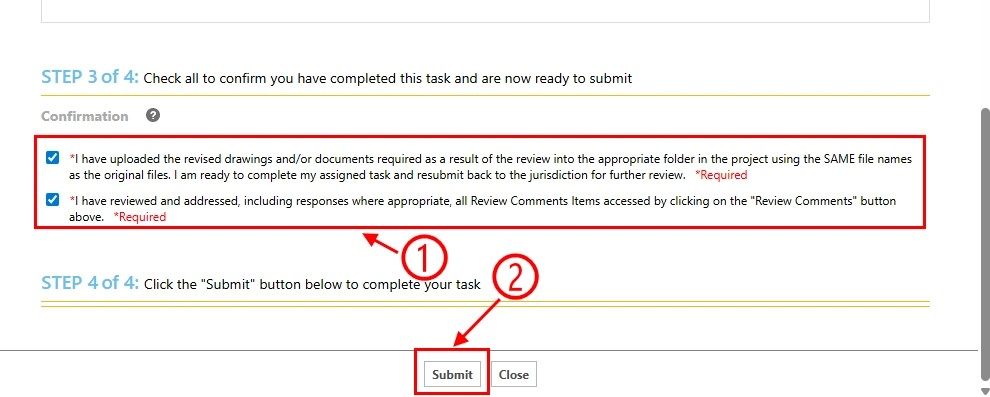 STEP 3 of 4: Check all to confirm you have completed this task and are now ready to submit
Confirmation ?
*I have uploaded the revised drawings and/or documents required as a result of the review into the appropriate folder in the project using the SAME file names
as the original files. I am ready to complete my assigned task and resubmit back to the jurisdiction for further review. *Required
*I have reviewed and addressed, including responses where appropriate, all Review Comments Items accessed by clicking on the "Review Comments" button
above. *Required
1
STEP 4 of 4: Click the "Submit" button below to complete your task
2
Submit Close